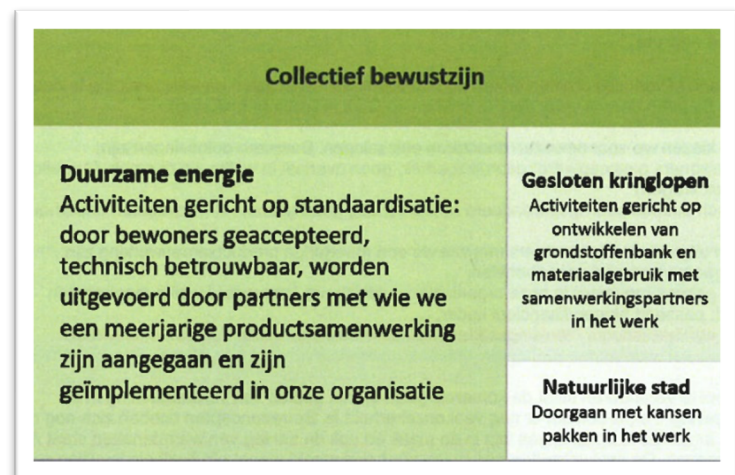 Collectief bewustzijn
Duurzame energie
Activiteiten gericht op standaardisatie:
door bewoners geaccepteerd,
technisch betrouwbaar, worden
uitgevoerd door partners met wie we
een meerjarige productsamenwerking
zijn aangegaan en zijn
geïmplementeerd in onze organisatie
Gesloten kringlopen
Activiteiten gericht op
ontwikkelen van
grondstoffenbank en
materiaalgebruik met
samenwerkingspartners
in het werk
Natuurlijke stad
Doorgaan met kansen
pakken in het werk